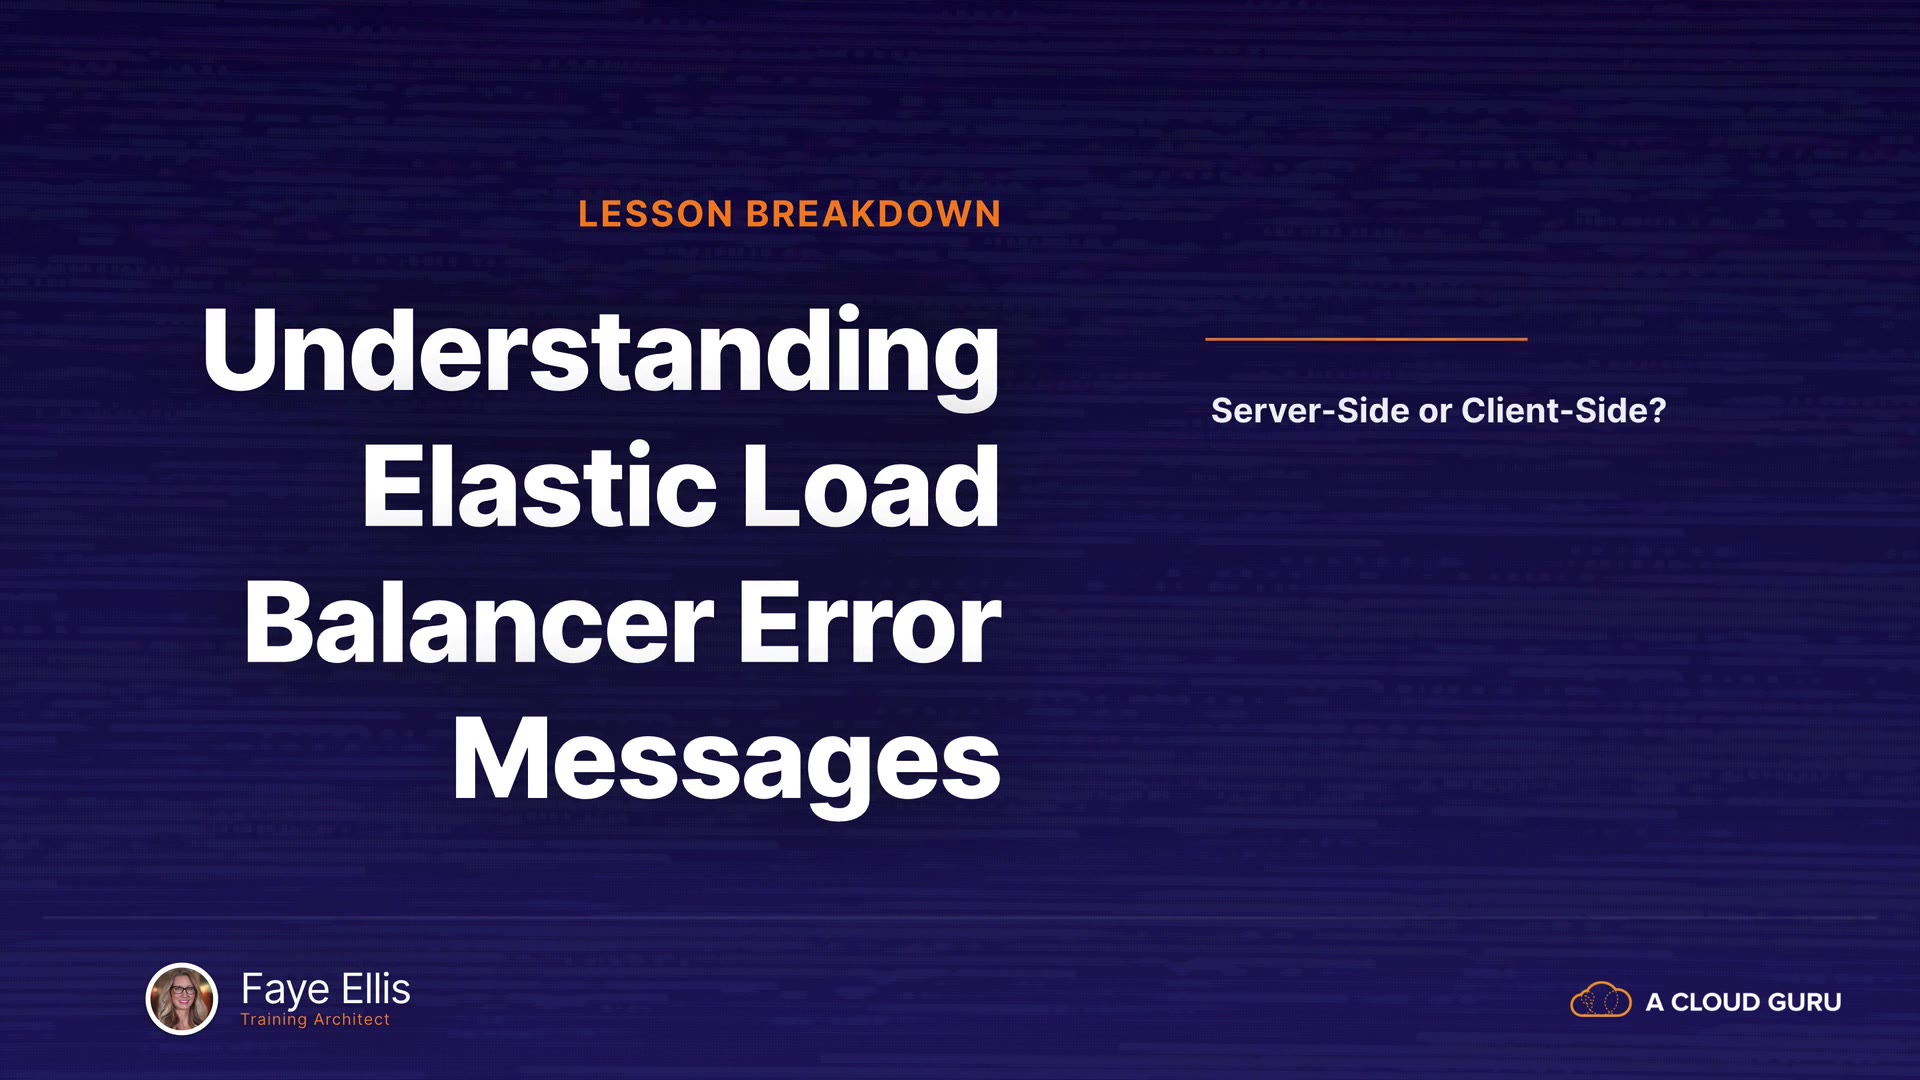 LESSON BREAKDOWN
Understanding
Elastic Load
Balancer Error
Messages
Server-Side or Client-Side?
Faye Ellis
Training Architect
A CLOUD GURU